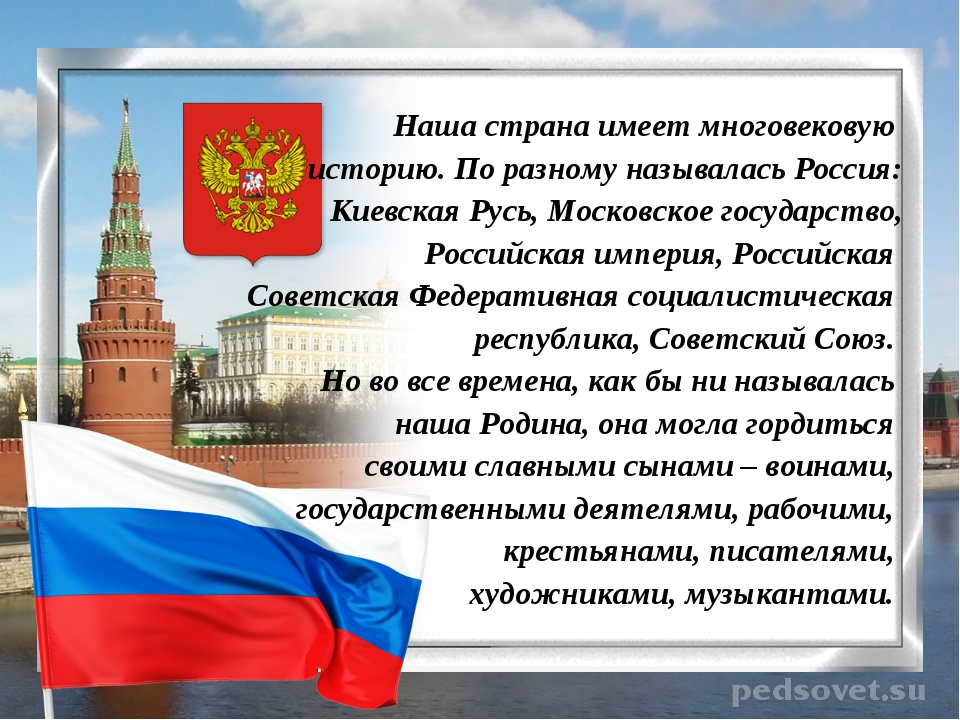 Наша страна имеет многовековую
историю. По разному называлась Россия:
Киевская Русь, Московское государство,
Российская империя, Российская
Советская Федеративная социалистическая
республика, Советский Союз.
Но во все времена, как бы ни называлась
наша Родина, она могла гордиться
своими славными сынами – воинами,
государственными деятелями, рабочими,
крестьянами, писателями,
художниками, музыкантами.
pedsovet.su